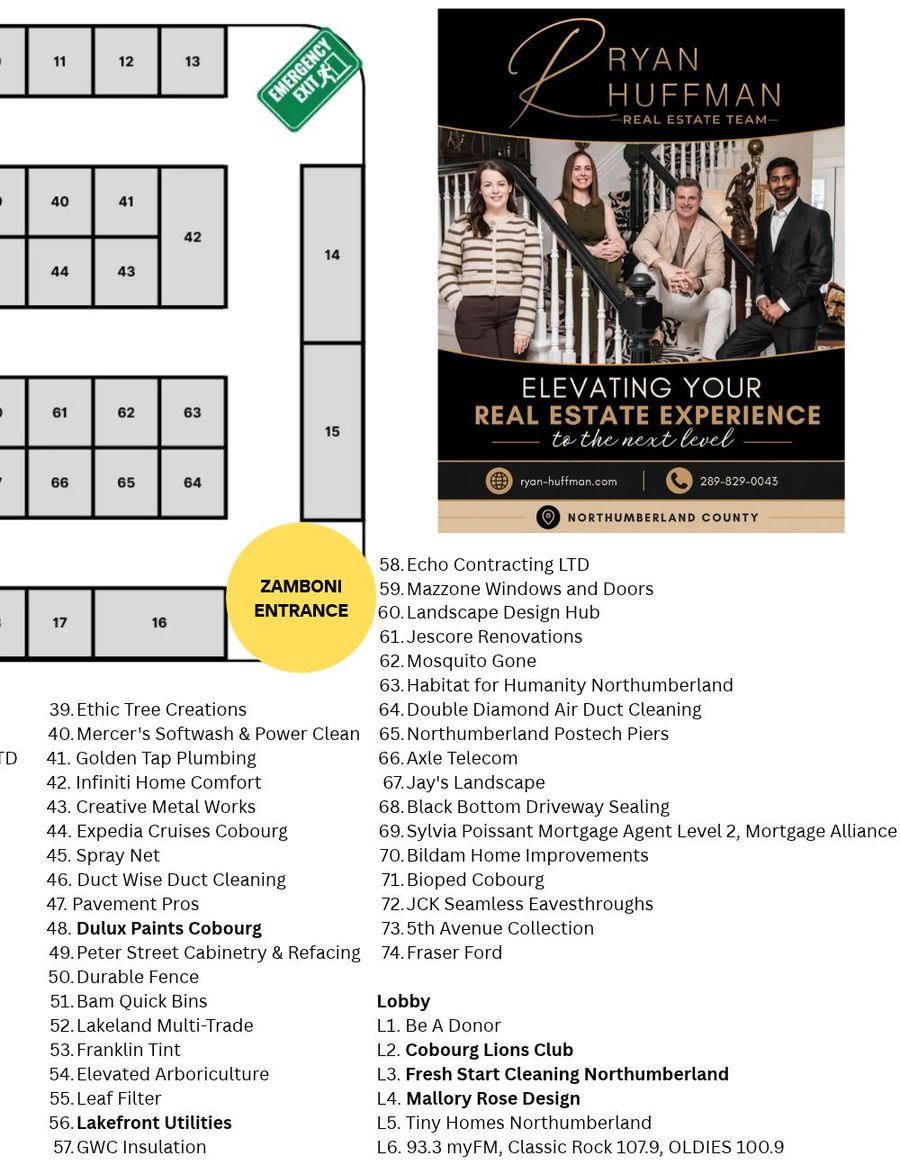 11
12
13
EMERGENCY
EXIT
40
41
42
44
43
14
61
62
63
15
66
65
64
17
16
ZAMBONI
ENTRANCE
RYAN
HUFFMAN
REAL ESTATE TEAM
ELEVATING YOUR
REAL ESTATE EXPERIENCE
to the next level
ryan-huffman.com
289-829-0043
NORTHUMBERLAND COUNTY
TD
39. Ethic Tree Creations
40. Mercer's Softwash & Power Clean
41. Golden Tap Plumbing
42. Infiniti Home Comfort
43. Creative Metal Works
44. Expedia Cruises Cobourg
45. Spray Net
46. Duct Wise Duct Cleaning
47. Pavement Pros
48. Dulux Paints Cobourg
49. Peter Street Cabinetry & Refacing
50. Durable Fence
51. Bam Quick Bins
52. Lakeland Multi-Trade
53. Franklin Tint
54. Elevated Arboriculture
55. Leaf Filter
56. Lakefront Utilities
57. GWC Insulation
58. Echo Contracting LTD
59. Mazzone Windows and Doors
60. Landscape Design Hub
61. Jescore Renovations
62. Mosquito Gone
63. Habitat for Humanity Northumberland
64. Double Diamond Air Duct Cleaning
65. Northumberland Postech Piers
66. Axle Telecom
67. Jay's Landscape
68. Black Bottom Driveway Sealing
69. Sylvia Poissant Mortgage Agent Level 2, Mortgage Alliance
70. Bildam Home Improvements
71. Bioped Cobourg
72. JCK Seamless Eavesthroughs
73. 5th Avenue Collection
74. Fraser Ford
Lobby
L1. Be A Donor
L2. Cobourg Lions Club
L3. Fresh Start Cleaning Northumberland
L4. Mallory Rose Design
L5. Tiny Homes Northumberland
L6. 93.3 myFM, Classic Rock 107.9, OLDIES 100.9